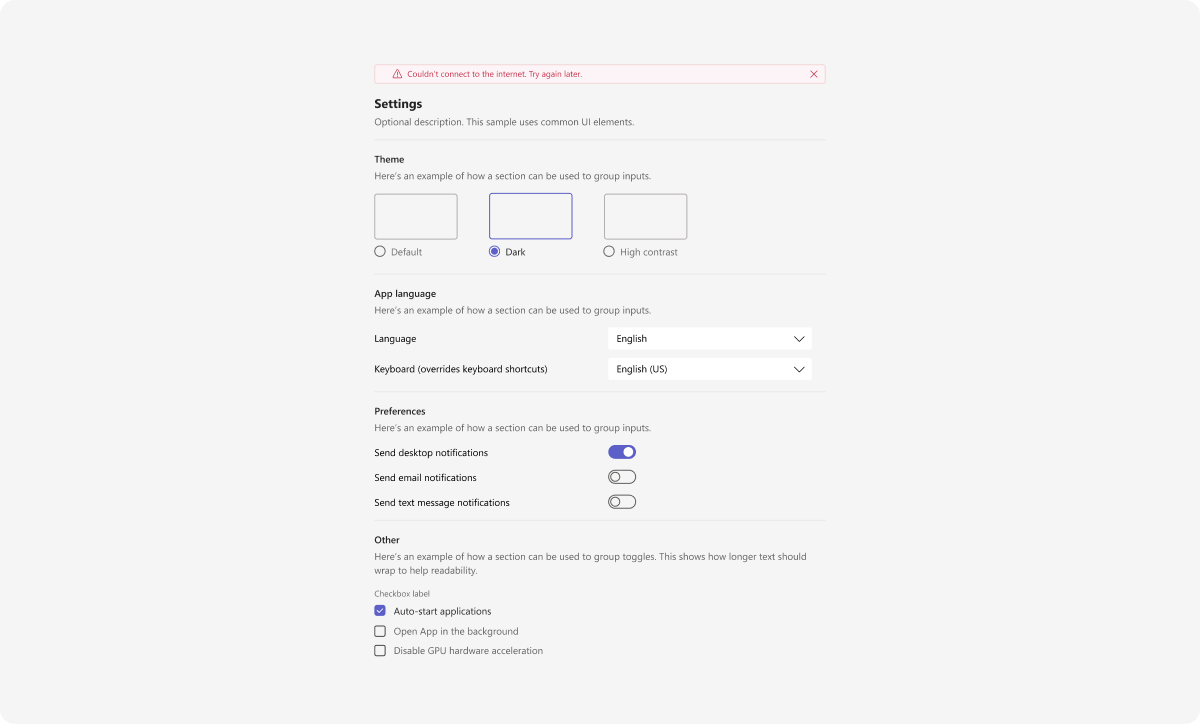 Couldn't connect to the internet. Try again later.
Settings
Optional description. This sample uses common UI elements.
Theme
Here's an example of how a section can be used to group inputs.
Default
Dark
High contrast
App language
Here's an example of how a section can be used to group inputs.
Language
English
Keyboard (overrides keyboard shortcuts)
English (US)
Preferences
Here's an example of how a section can be used to group inputs.
Send desktop notifications
Send email notifications
Send text message notifications
Other
Here's an example of how a section can be used to group toggles. This shows how longer text should
wrap to help readability.
Checkbox label
Auto-start applications
Open App in the background
Disable GPU hardware acceleration